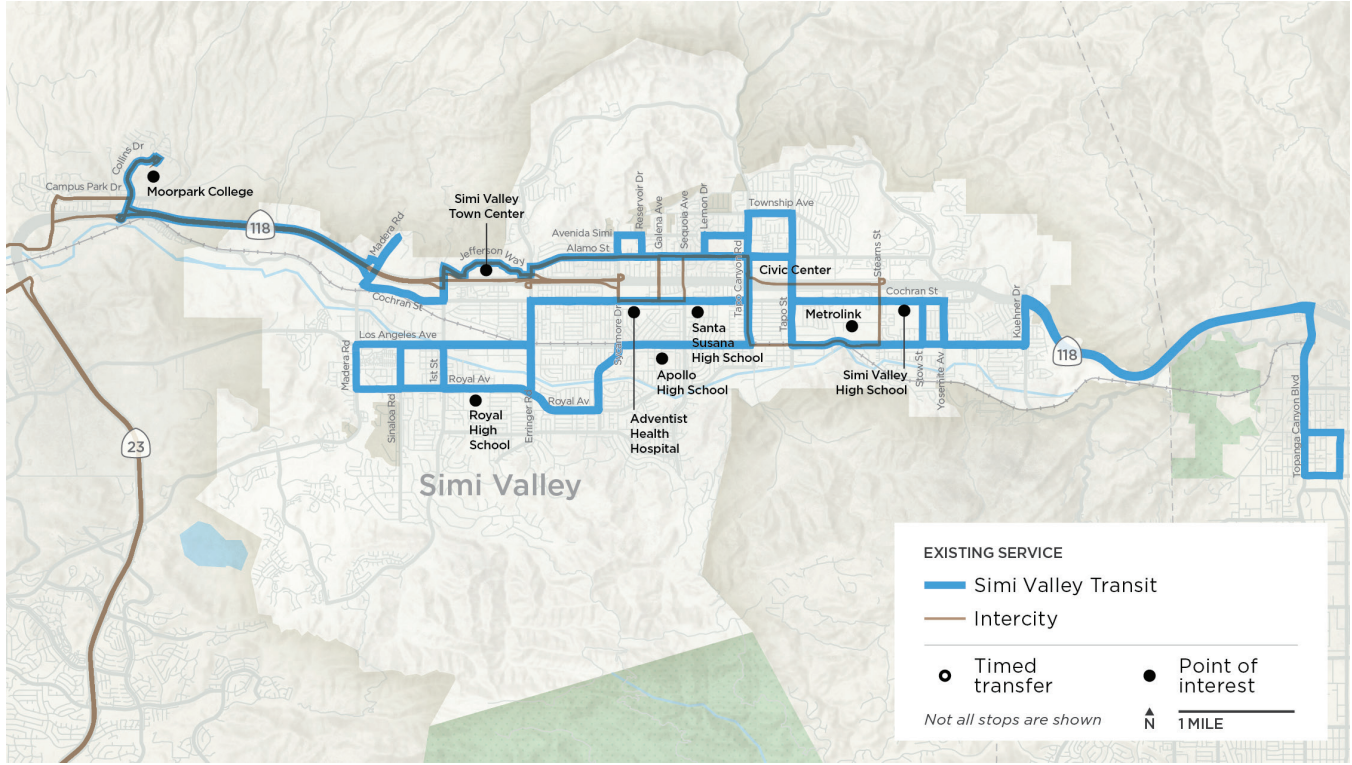 Collins Dr
Campus Park Dr
Moorpark College
118
Madera Rd
Simi Valley
Town Center
Jefferson Way
Cochran St
Avenida Simi
Alamo St
Reservoir Dr
Galena Ave
Sequoia Ave
Lemon Dr
Township Ave
Tapo Canyon Rd
Civic Center
Stearns St
Cochran St
Tapo St
Metrolink
Kuehner Dr
118
Los Angeles Ave
Madera Rd
Sinaloa Rd
1st St
Royal Av
Royal
High
School
Erringer Rd
Royal Av
Sycamore Dr
Adventist
Health
Hospital
Apollo
High School
Santa
Susana
High School
Simi Valley
High School
Stow St
Yosemite Av
Topanga Canyon Blvd
23
Simi Valley
EXISTING SERVICE
Simi Valley Transit
Intercity
Timed
transfer
Point of
interest
Not all stops are shown
N
1 MILE